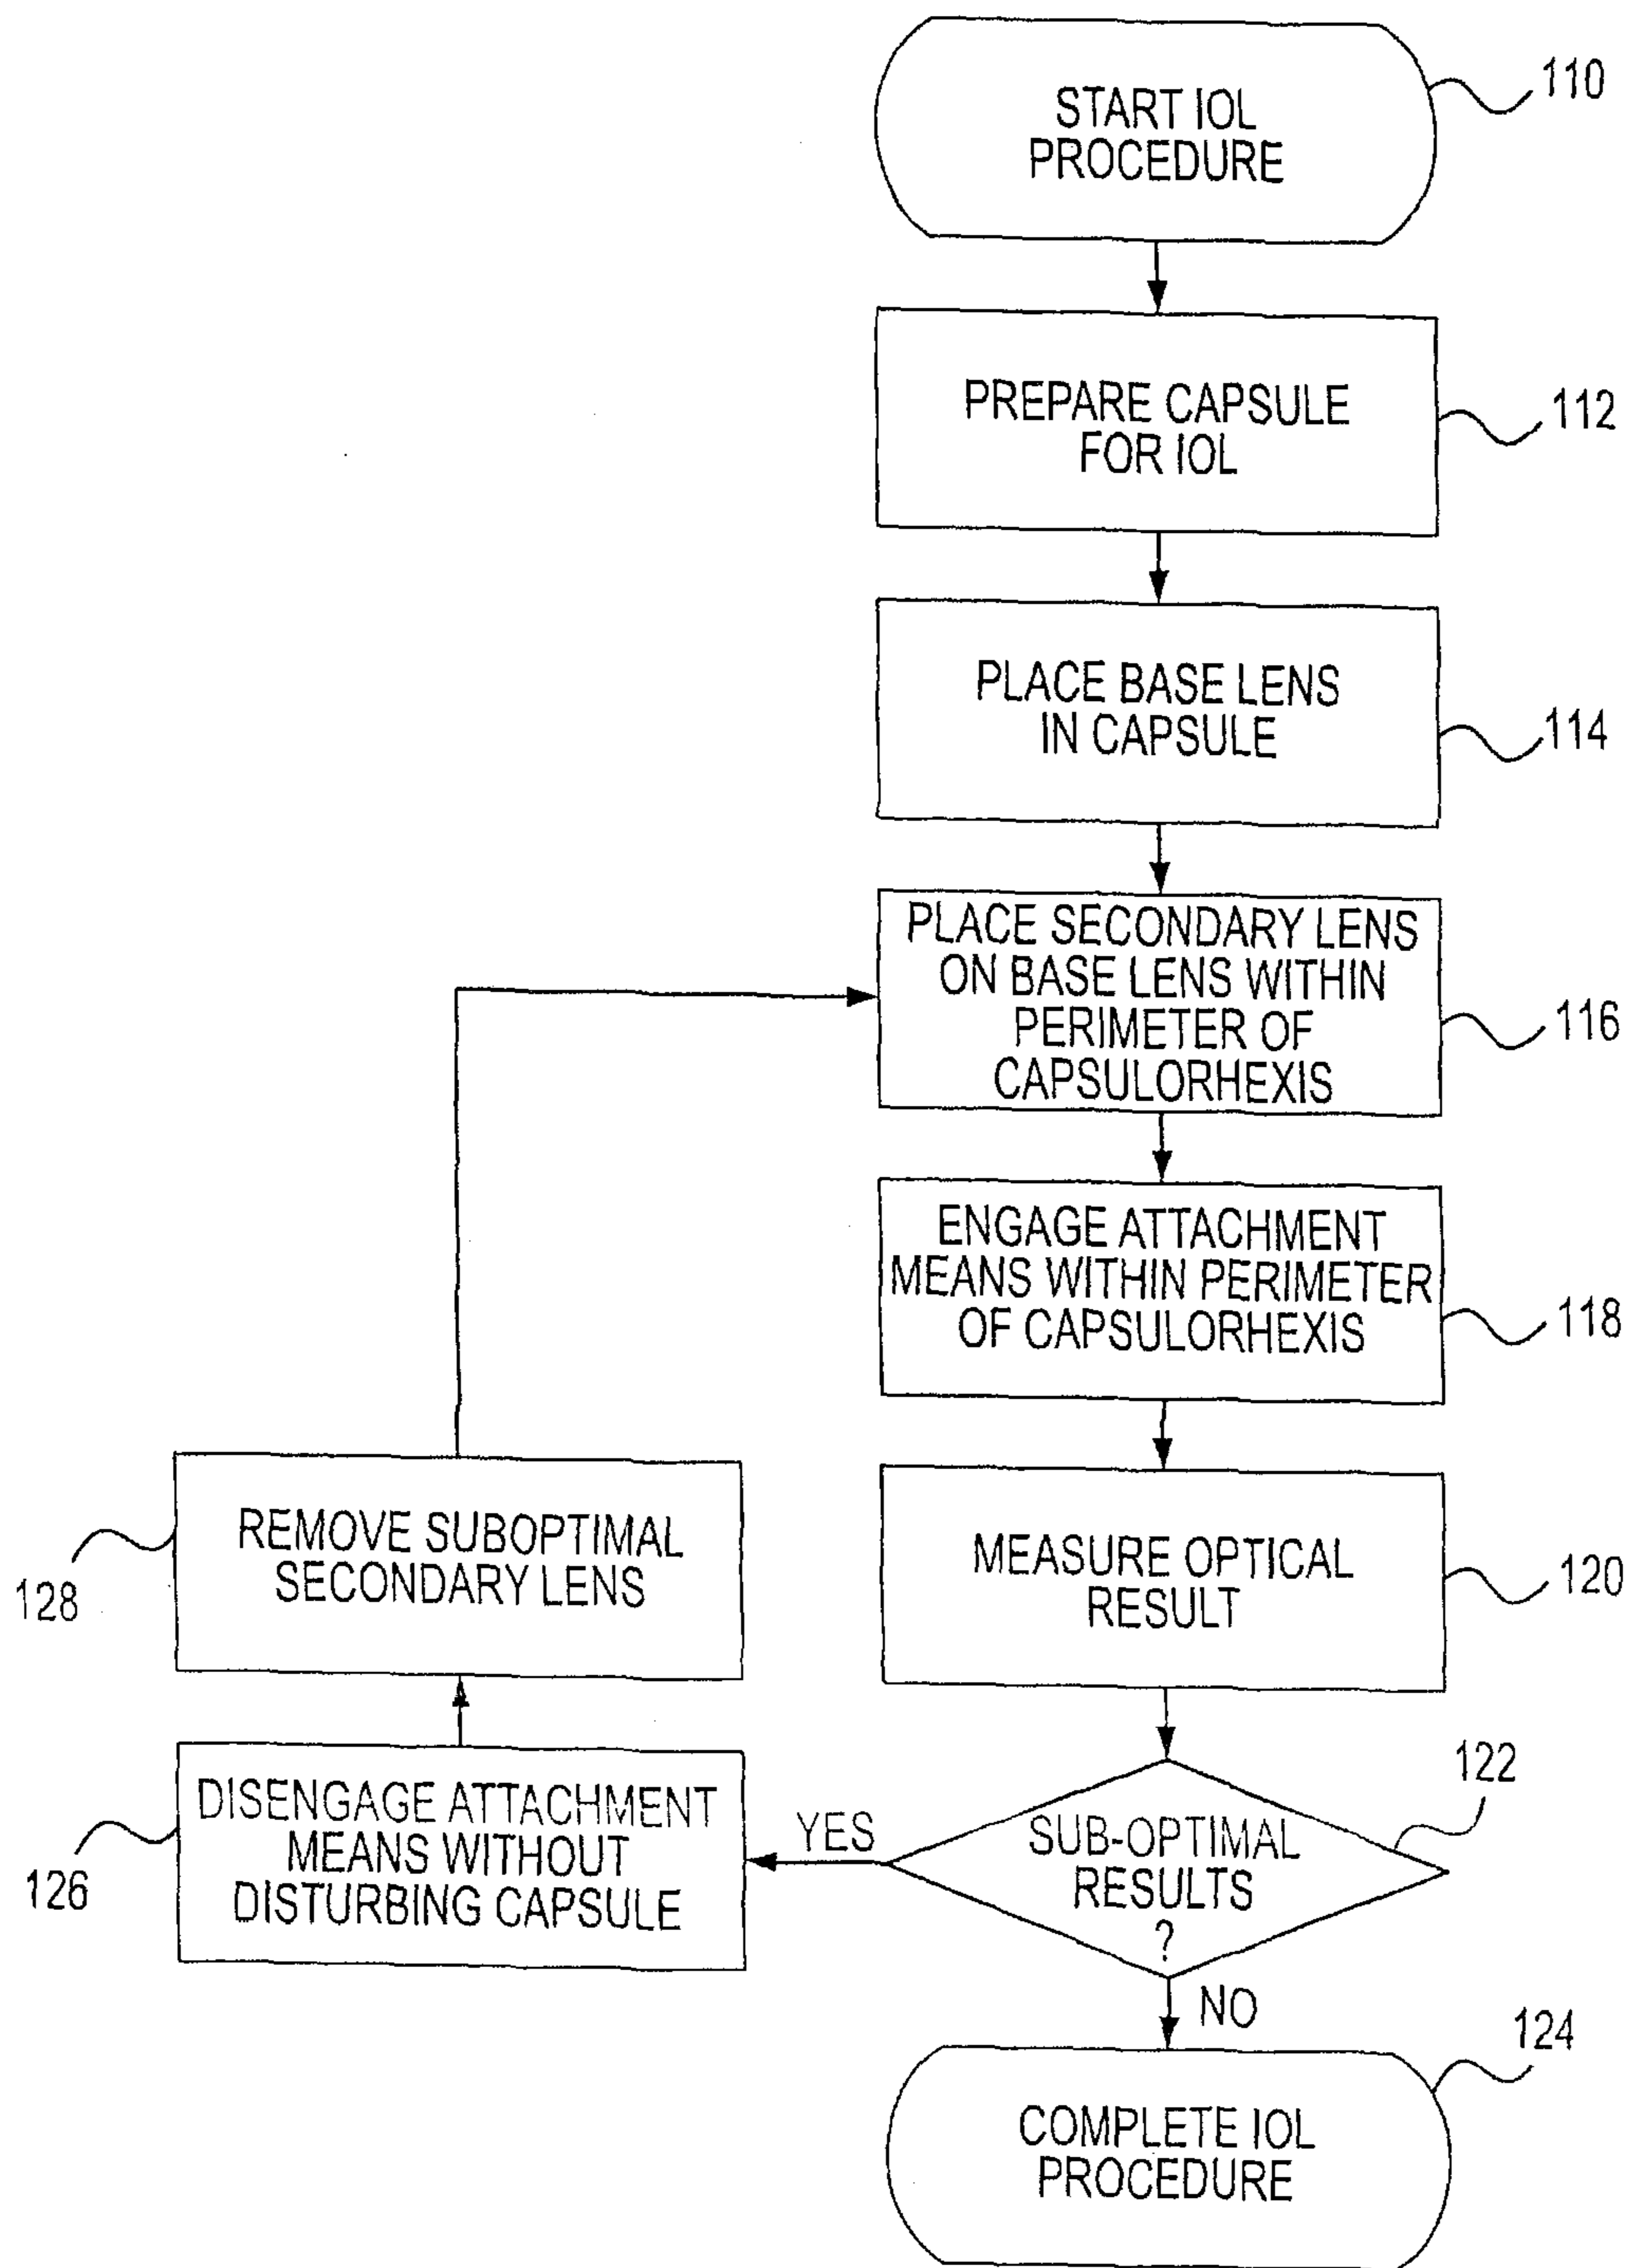 START IOL
PROCEDURE
110
PREPARE CAPSULE
FOR IOL
112
PLACE BASE LENS
IN CAPSULE
114
PLACE SECONDARY LENS
ON BASE LENS WITHIN
PERIMETER OF
CAPSULORHEXIS
116
ENGAGE ATTACHMENT
MEANS WITHIN PERIMETER
OF CAPSULORHEXIS
118
MEASURE OPTICAL
RESULT
120
SUB-OPTIMAL
RESULTS
?
122
YES
NO
DISENGAGE ATTACHMENT
MEANS WITHOUT
DISTURBING CAPSULE
126
REMOVE SUBOPTIMAL
SECONDARY LENS
128
COMPLETE IOL
PROCEDURE
124